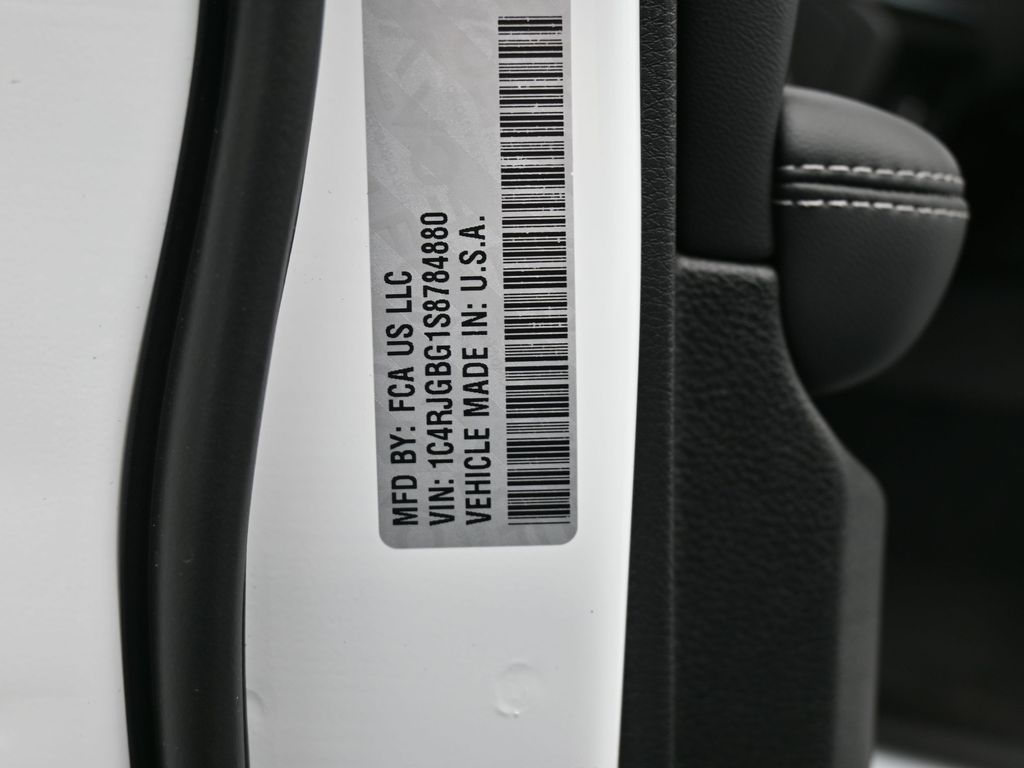 MFD BY: FCA US LLC
VIN: 1C4RJGBG1S8784880
VEHICLE MADE IN: U.S.A.